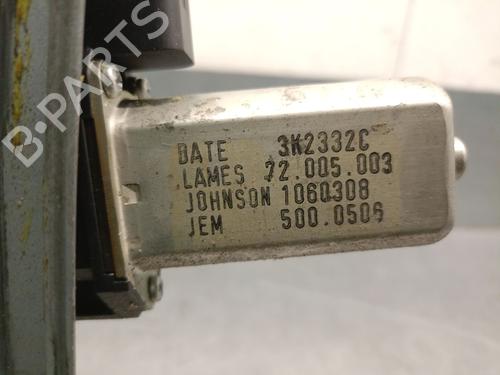 B-PARTS
DATE 3K2332C
LAMES 72.005.003
JOHNSON 1060308
JEM 500.0506